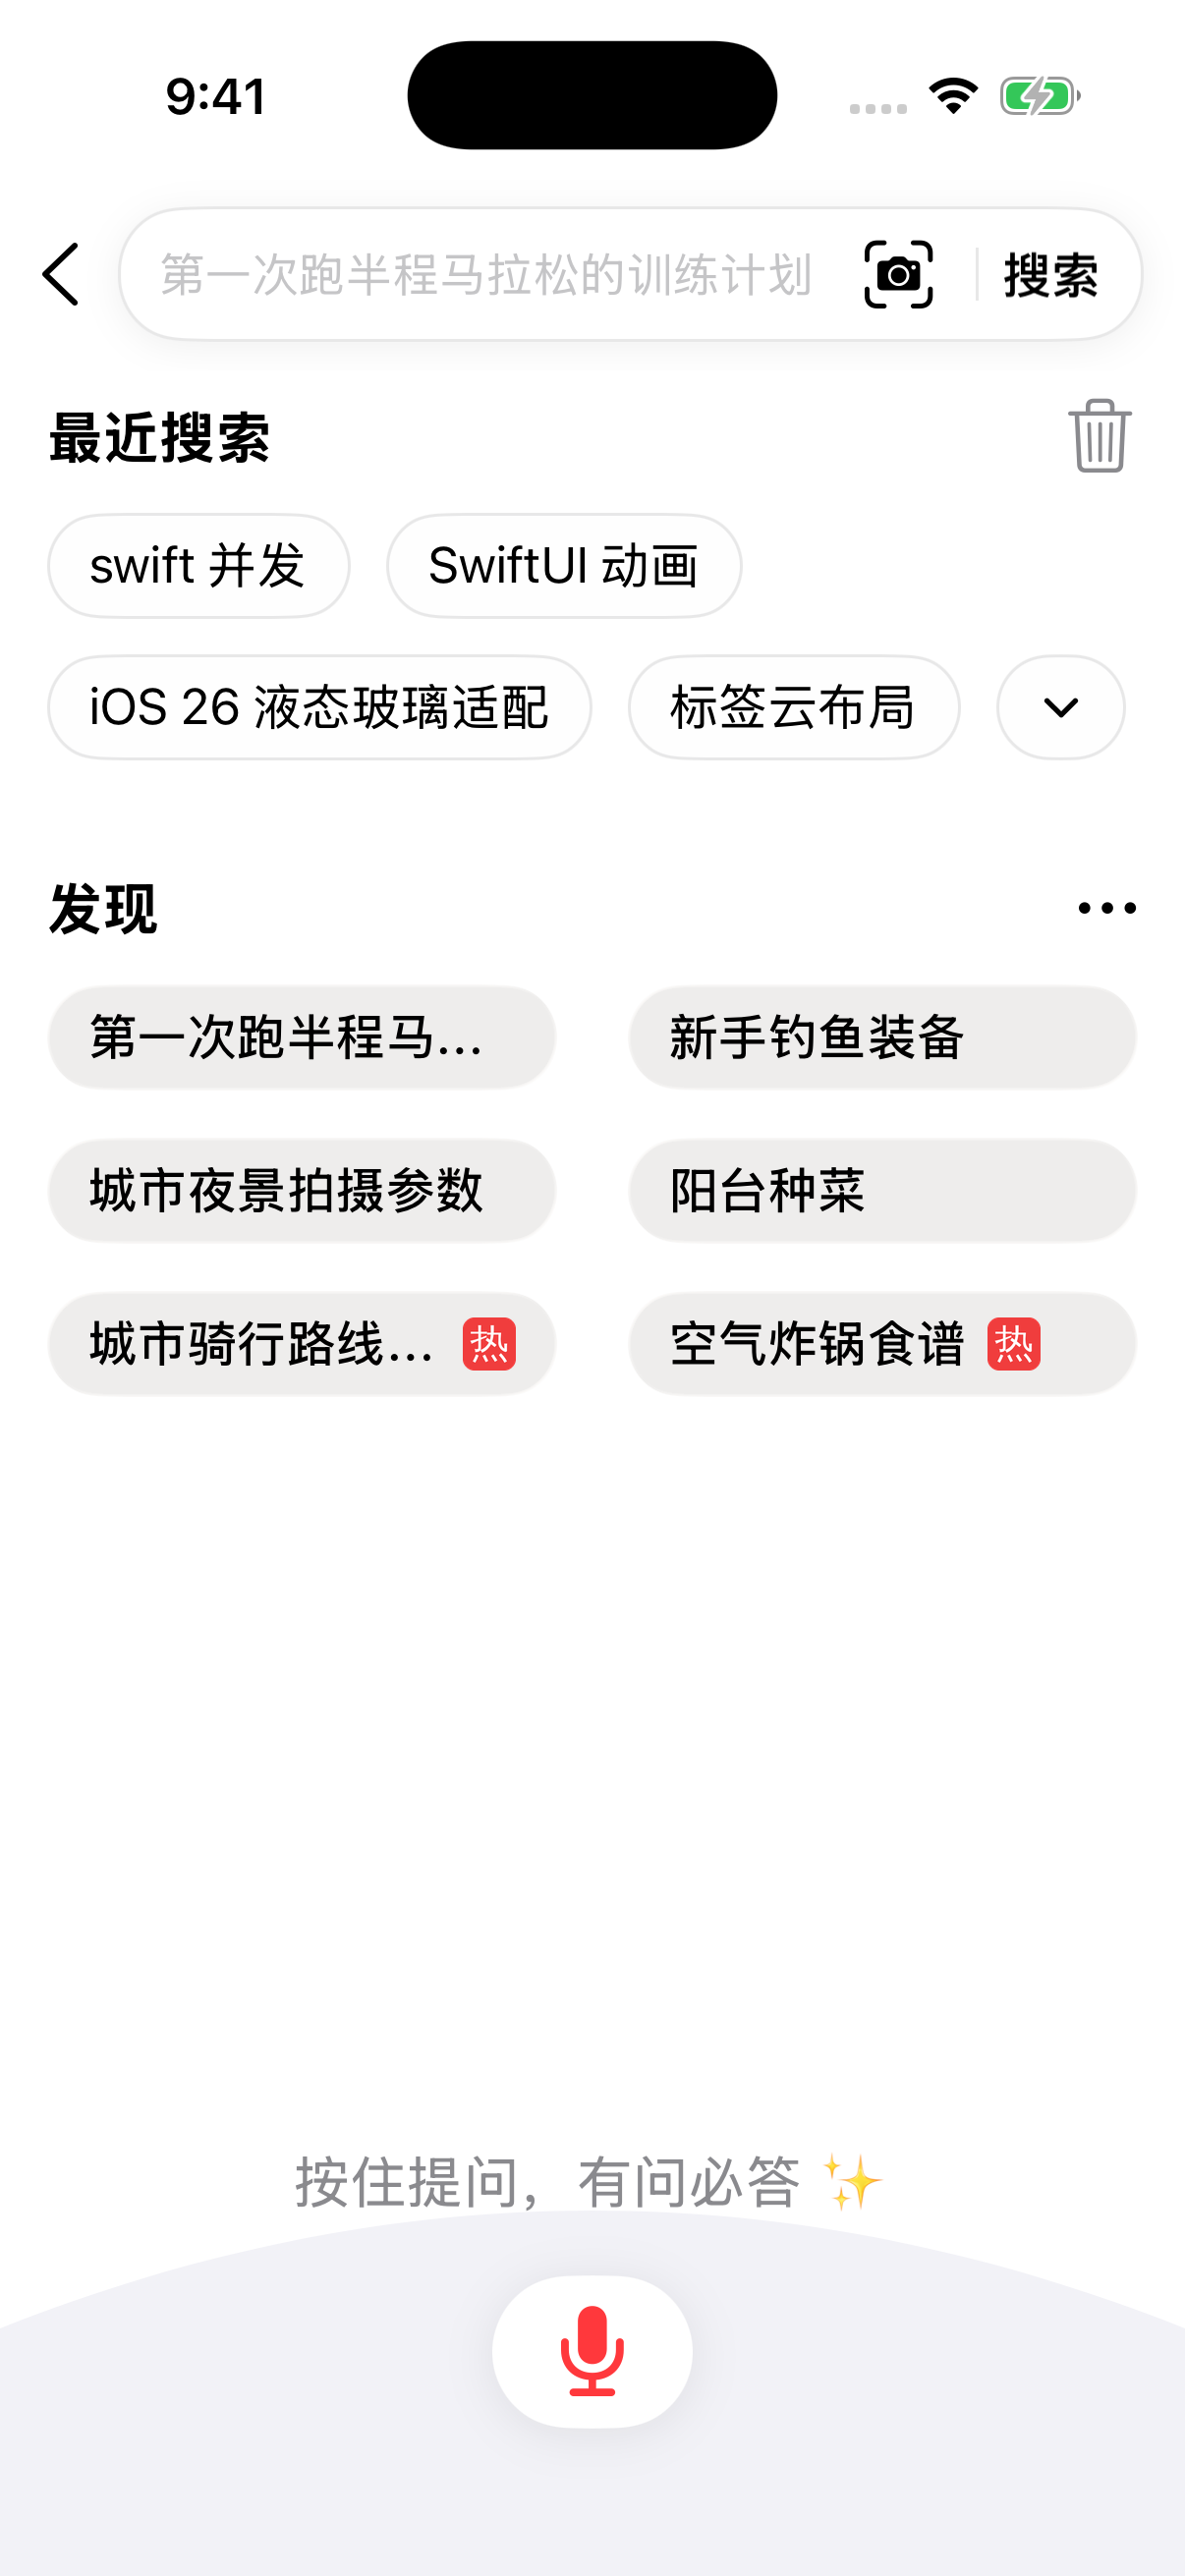 9:41
第一次跑半程马拉松的训练计划 搜索
最近搜索
swift 并发 SwiftUI 动画
iOS 26 液态玻璃适配 标签云布局
发现
第一次跑半程马... 新手钓鱼装备
城市夜景拍摄参数 阳台种菜
城市骑行路线... 热 空气炸锅食谱 热
按住提问，有问必答 ✨